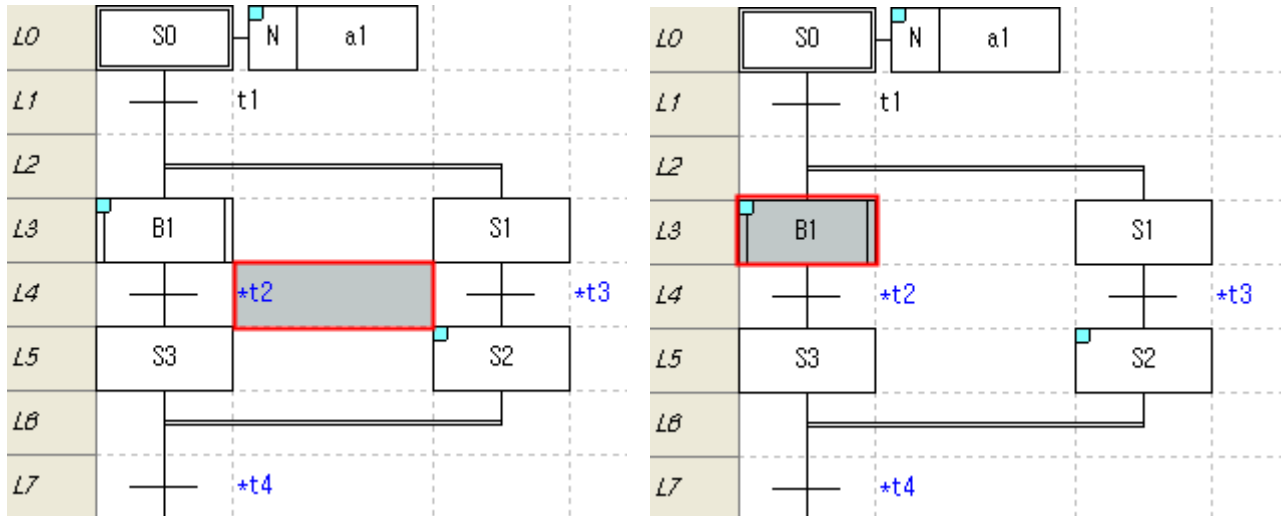 L0 S0 N a1
L1 t1
L2
L3 B1 S1
L4 *t2 *t3
L5 S3 S2
L6
L7 *t4
L0 S0 N a1
L1 t1
L2
L3 B1 S1
L4 *t2 *t3
L5 S3 S2
L6
L7 *t4